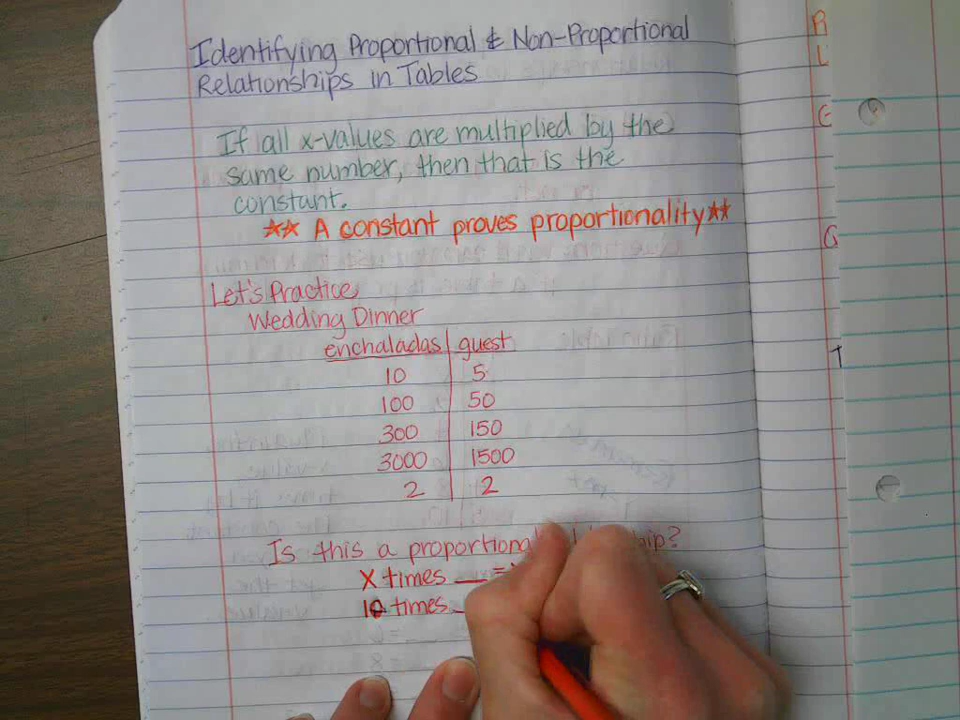 Identifying Proportional & Non-Proportional
Relationships in Tables
If all x-values are multiplied by the
same number, then that is the
constant.
** A constant proves proportionality**
Let's Practice
Wedding Dinner
enchaladas guest
10 5
100 50
300 150
3000 1500
2 2
Is this a proportional
X times __ =
10 times __
R
L
G
T